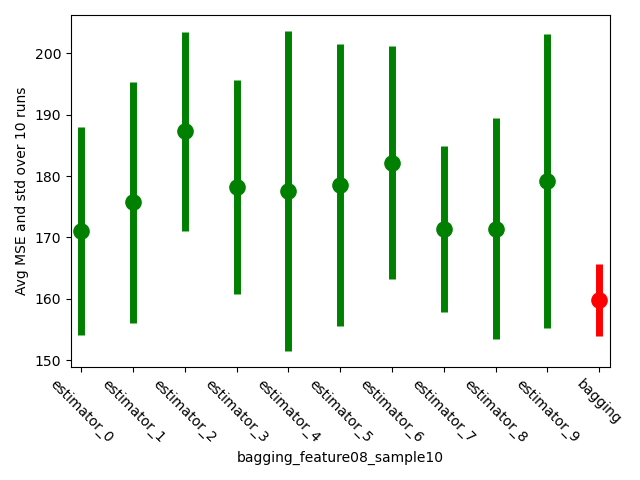 Avg MSE and std over 10 runs
200
190
180
170
160
150
estimator_0
estimator_1
estimator_2
estimator_3
estimator_4
estimator_5
estimator_6
estimator_7
estimator_8
estimator_9
bagging
bagging_feature08_sample10